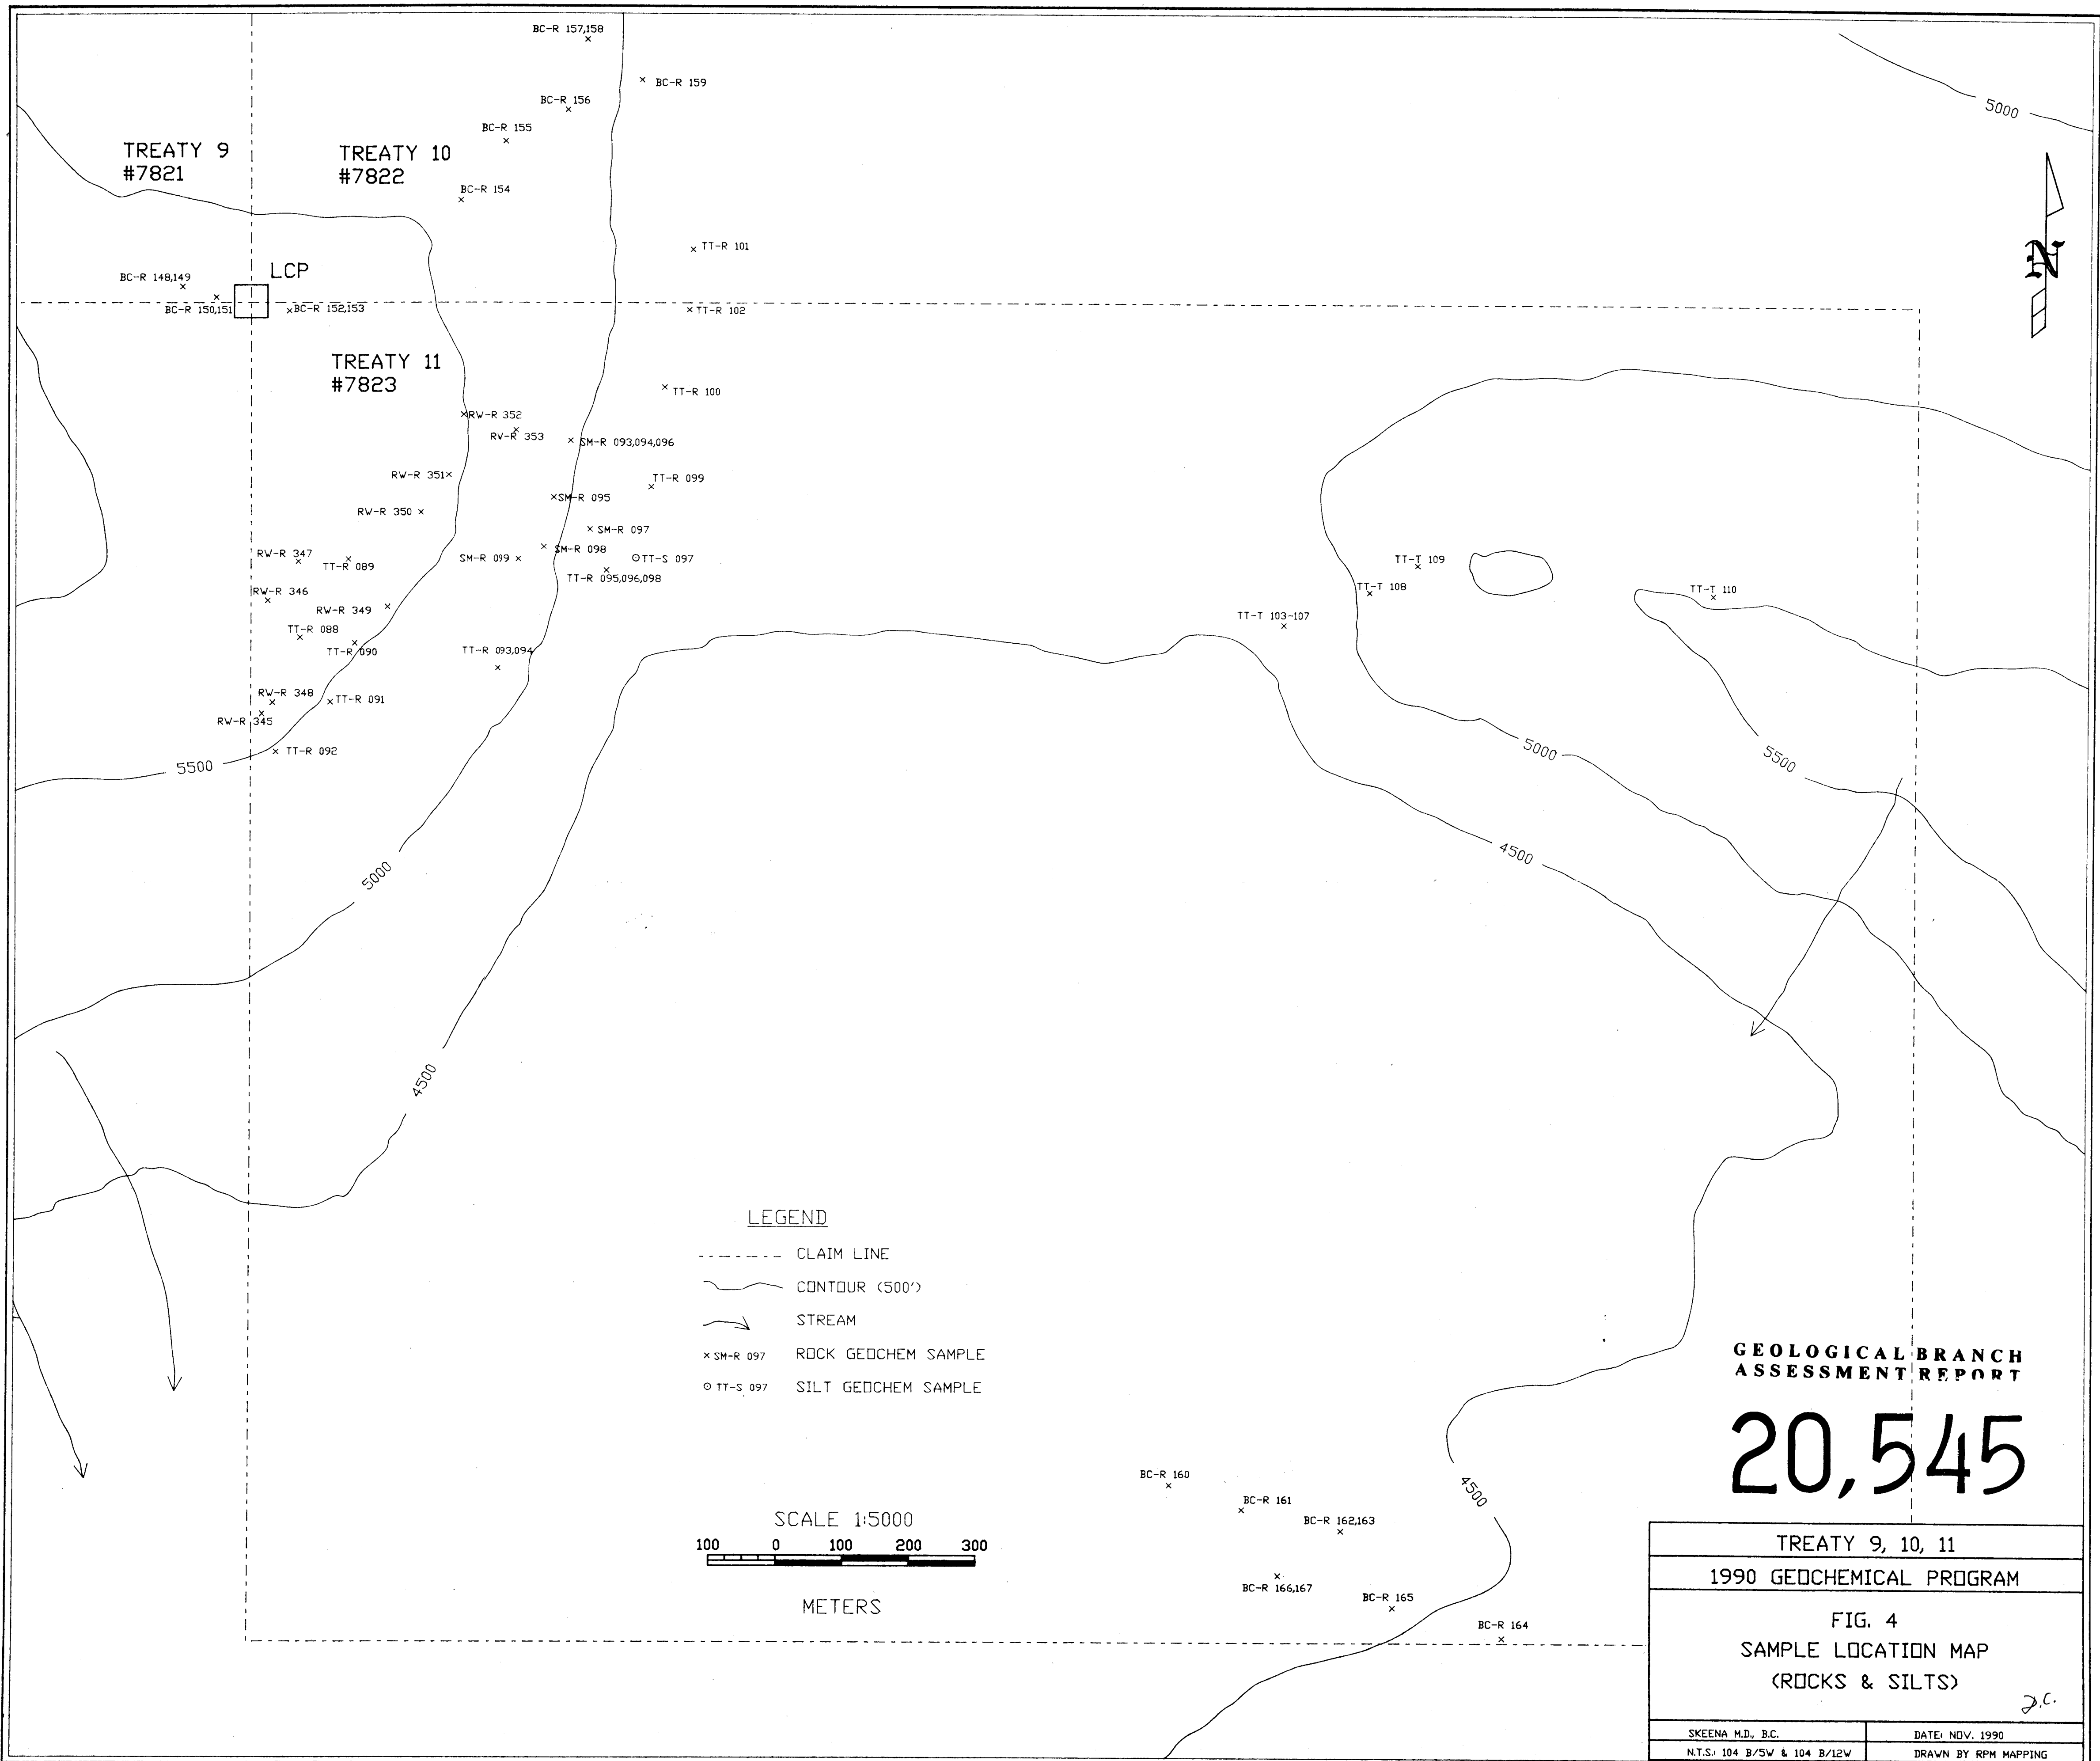 BC-R 157,158
BC-R 159
BC-R 156
BC-R 155
5000
TREATY 9
#7821
TREATY 10
#7822
BC-R 154
TT-R 101
N
LCP
BC-R 148,149
BC-R 150,151
BC-R 152,153
TT-R 102
TREATY 11
#7823
TT-R 100
RW-R 352
RW-R 353
SM-R 093,094,096
RW-R 351
TT-R 099
SM-R 095
RW-R 350
SM-R 097
RW-R 347
TT-R 089
SM-R 099
SM-R 098
TT-S 097
TT-R 095,096,098
TT-T 109
TT-T 108
TT-T 110
RW-R 346
RW-R 349
TT-T 103-107
TT-R 088
TT-R 090
TT-R 093,094
RW-R 348
TT-R 091
RW-R 345
TT-R 092
5500
5000
5500
4500
5000
4500
LEGEND
CLAIM LINE
CONTOUR (500')
STREAM
SM-R 097 ROCK GEOCHEM SAMPLE
TT-S 097 SILT GEOCHEM SAMPLE
GEOLOGICAL BRANCH
ASSESSMENT REPORT
20,545
BC-R 160
4500
BC-R 161
BC-R 162,163
SCALE 1:5000
100 0 100 200 300
METERS
BC-R 166,167
BC-R 165
BC-R 164
TREATY 9, 10, 11
1990 GEOCHEMICAL PROGRAM
FIG. 4
SAMPLE LOCATION MAP
(ROCKS & SILTS)
D.C.
SKEENA M.D., B.C.
DATE: NOV. 1990
N.T.S.: 104 B/5W & 104 B/12W
DRAWN BY RPM MAPPING